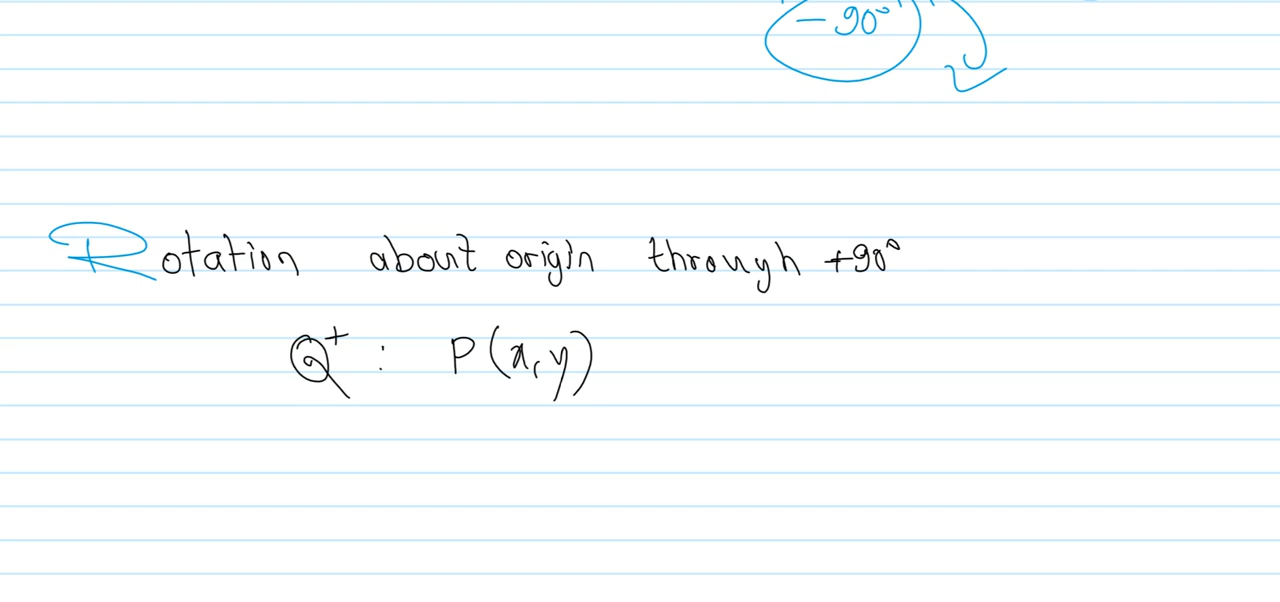 - 90°
Rotation about origin through +90°
Q⁺ : P(x,y)